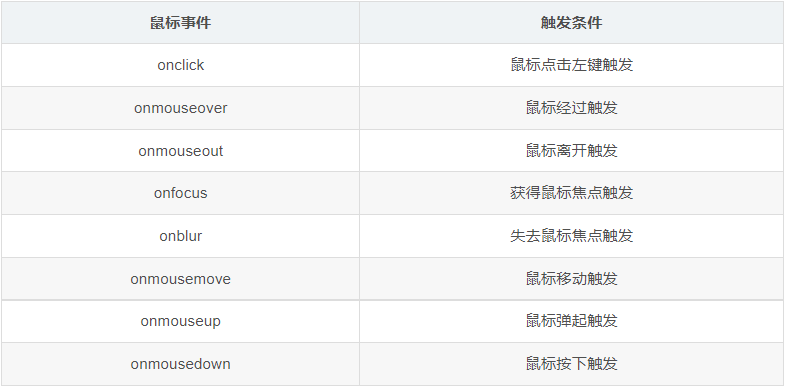 鼠标事件 触发条件
onclick 鼠标点击左键触发
onmouseover 鼠标经过触发
onmouseout 鼠标离开触发
onfocus 获得鼠标焦点触发
onblur 失去鼠标焦点触发
onmousemove 鼠标移动触发
onmouseup 鼠标弹起触发
onmousedown 鼠标按下触发